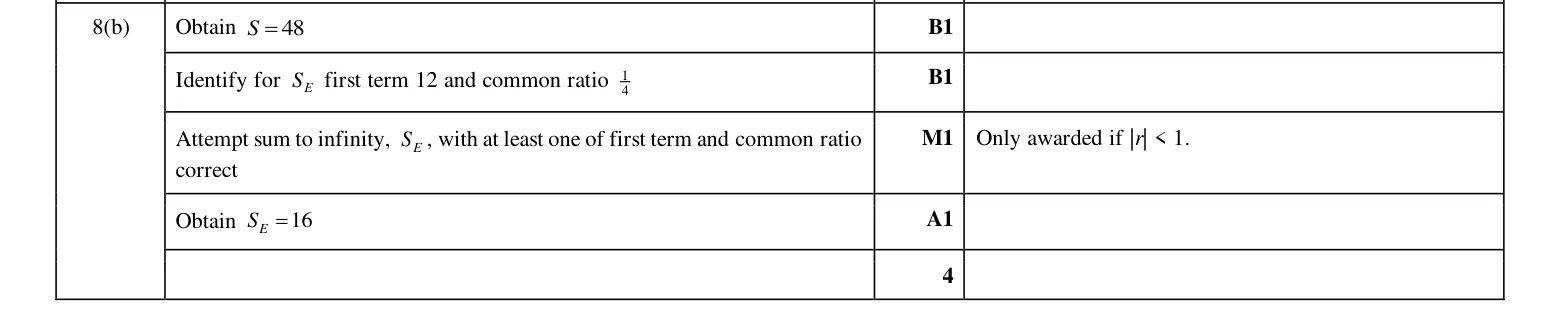 8(b) Obtain S = 48 B1
Identify for S_E first term 12 and common ratio 1/4 B1
Attempt sum to infinity, S_E, with at least one of first term and common ratio M1 Only awarded if |r| < 1.
correct
Obtain S_E = 16 A1
4